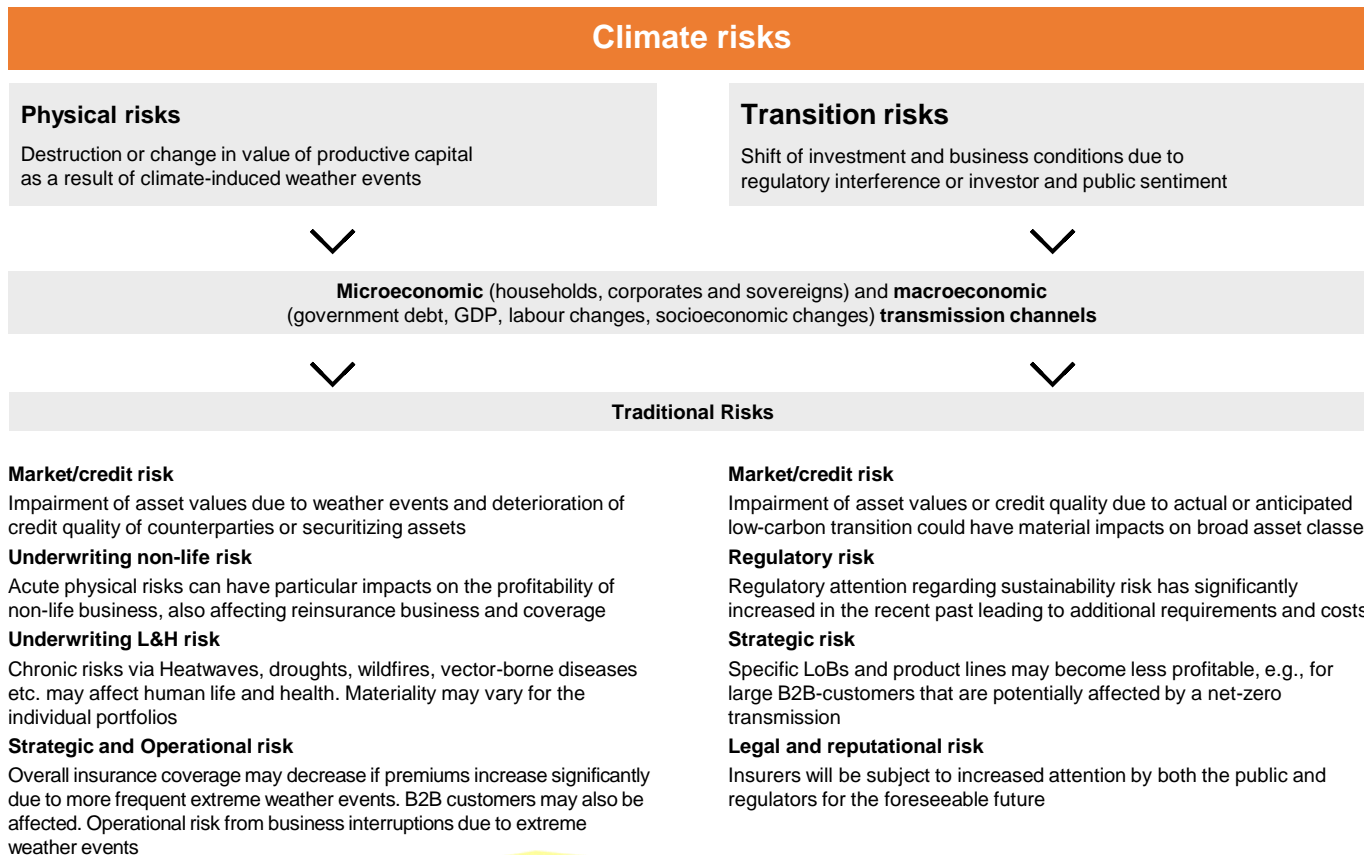 Climate risks
Physical risks
Destruction or change in value of productive capital
as a result of climate-induced weather events
Transition risks
Shift of investment and business conditions due to
regulatory interference or investor and public sentiment
Microeconomic (households, corporates and sovereigns) and macroeconomic
(government debt, GDP, labour changes, socioeconomic changes) transmission channels
Traditional Risks
Market/credit risk
Impairment of asset values due to weather events and deterioration of
credit quality of counterparties or securitizing assets
Underwriting non-life risk
Acute physical risks can have particular impacts on the profitability of
non-life business, also affecting reinsurance business and coverage
Underwriting L&H risk
Chronic risks via Heatwaves, droughts, wildfires, vector-borne diseases
etc. may affect human life and health. Materiality may vary for the
individual portfolios
Strategic and Operational risk
Overall insurance coverage may decrease if premiums increase significantly
due to more frequent extreme weather events. B2B customers may also be
affected. Operational risk from business interruptions due to extreme
weather events
Market/credit risk
Impairment of asset values or credit quality due to actual or anticipated
low-carbon transition could have material impacts on broad asset classe
Regulatory risk
Regulatory attention regarding sustainability risk has significantly
increased in the recent past leading to additional requirements and costs
Strategic risk
Specific LoBs and product lines may become less profitable, e.g., for
large B2B-customers that are potentially affected by a net-zero
transmission
Legal and reputational risk
Insurers will be subject to increased attention by both the public and
regulators for the foreseeable future